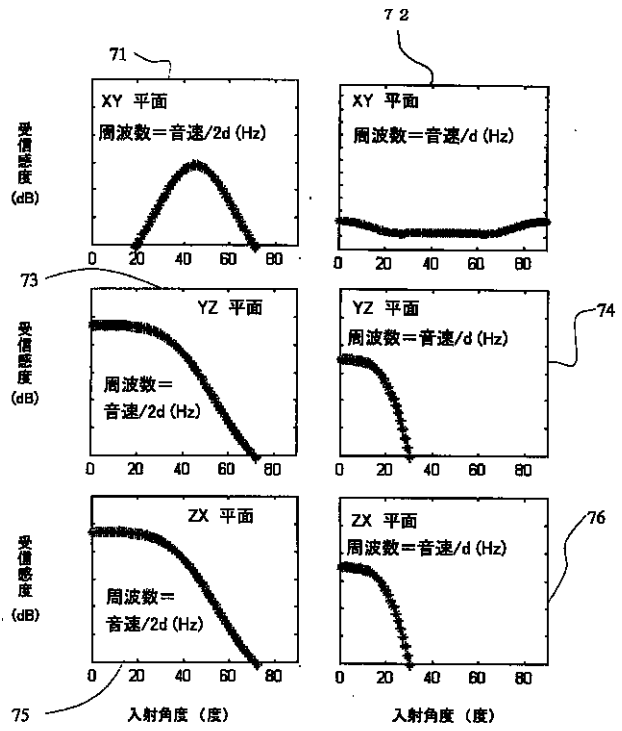 71
7 2
XY 平面
周波数＝音速/2d (Hz)
受信感度
(dB)
0 20 40 60 80
XY 平面
周波数＝音速/d (Hz)
0 20 40 60 80
73
74
YZ 平面
周波数＝
音速/2d (Hz)
受信感度
(dB)
0 20 40 60 80
YZ 平面
周波数＝音速/d (Hz)
0 20 40 60 80
76
ZX 平面
周波数＝
音速/2d (Hz)
受信感度
(dB)
0 20 40 60 80
ZX 平面
周波数＝音速/d (Hz)
0 20 40 60 80
75
入射角度 (度)
入射角度 (度)